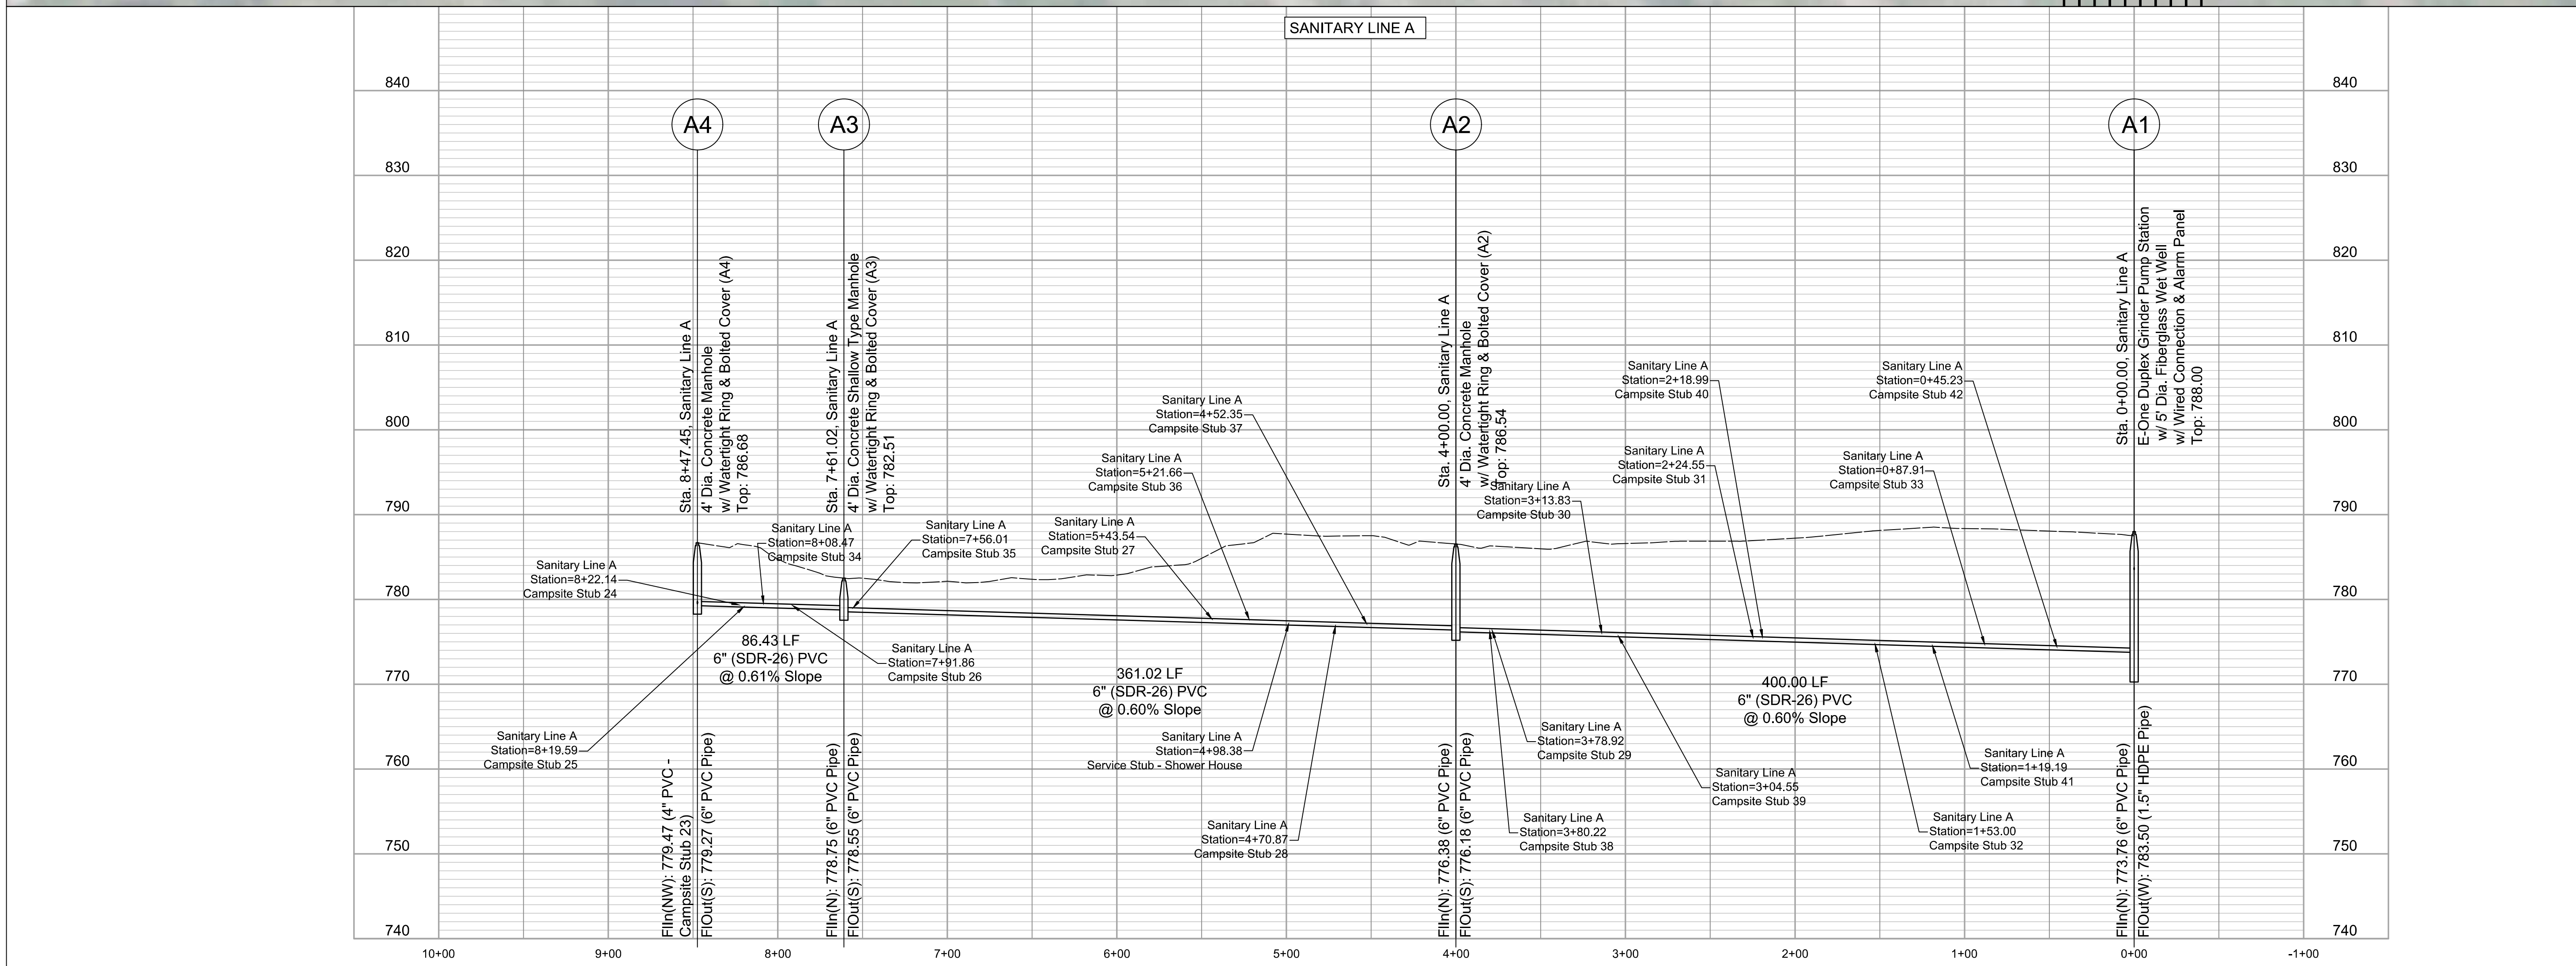 SANITARY LINE A
840
830
820
810
800
790
780
770
760
750
740
840
830
820
810
800
790
780
770
760
750
740
A4
A3
A2
A1
Sta. 8+47.45, Sanitary Line A
4' Dia. Concrete Manhole
w/ Watertight Ring & Bolted Cover (A4)
Top: 786.68
Sta. 7+61.02, Sanitary Line A
4' Dia. Concrete Shallow Type Manhole
w/ Watertight Ring & Bolted Cover (A3)
Top: 782.51
Sta. 4+00.00, Sanitary Line A
4' Dia. Concrete Manhole
w/ Watertight Ring & Bolted Cover (A2)
Top: 786.54
Sta. 0+00.00, Sanitary Line A
E-One Duplex Grinder Pump Station
w/ 5' Dia. Fiberglass Wet Well
w/ Wired Connection & Alarm Panel
Top: 788.00
Sanitary Line A
Station=8+22.14
Campsite Stub 24
Sanitary Line A
Station=8+08.47
Campsite Stub 34
Sanitary Line A
Station=7+56.01
Campsite Stub 35
Sanitary Line A
Station=5+43.54
Campsite Stub 27
Sanitary Line A
Station=5+21.66
Campsite Stub 36
Sanitary Line A
Station=4+52.35
Campsite Stub 37
Sanitary Line A
Station=3+13.83
Campsite Stub 30
Sanitary Line A
Station=2+24.55
Campsite Stub 31
Sanitary Line A
Station=2+18.99
Campsite Stub 40
Sanitary Line A
Station=0+87.91
Campsite Stub 33
Sanitary Line A
Station=0+45.23
Campsite Stub 42
86.43 LF
6" (SDR-26) PVC
@ 0.61% Slope
361.02 LF
6" (SDR-26) PVC
@ 0.60% Slope
400.00 LF
6" (SDR-26) PVC
@ 0.60% Slope
Sanitary Line A
Station=8+19.59
Campsite Stub 25
Sanitary Line A
Station=7+91.86
Campsite Stub 26
Sanitary Line A
Station=4+98.38
Service Stub - Shower House
Sanitary Line A
Station=4+70.87
Campsite Stub 28
Sanitary Line A
Station=3+78.92
Campsite Stub 29
Sanitary Line A
Station=3+80.22
Campsite Stub 38
Sanitary Line A
Station=3+04.55
Campsite Stub 39
Sanitary Line A
Station=1+53.00
Campsite Stub 32
Sanitary Line A
Station=1+19.19
Campsite Stub 41
FlIn(NW): 779.47 (4" PVC -
Campsite Stub 23)
FlOut(S): 779.27 (6" PVC Pipe)
FlIn(N): 778.75 (6" PVC Pipe)
FlOut(S): 778.55 (6" PVC Pipe)
FlIn(N): 776.38 (6" PVC Pipe)
FlOut(S): 776.18 (6" PVC Pipe)
FlIn(N): 773.76 (6" PVC Pipe)
FlOut(W): 783.50 (1.5" HDPE Pipe)
10+00
9+00
8+00
7+00
6+00
5+00
4+00
3+00
2+00
1+00
0+00
-1+00